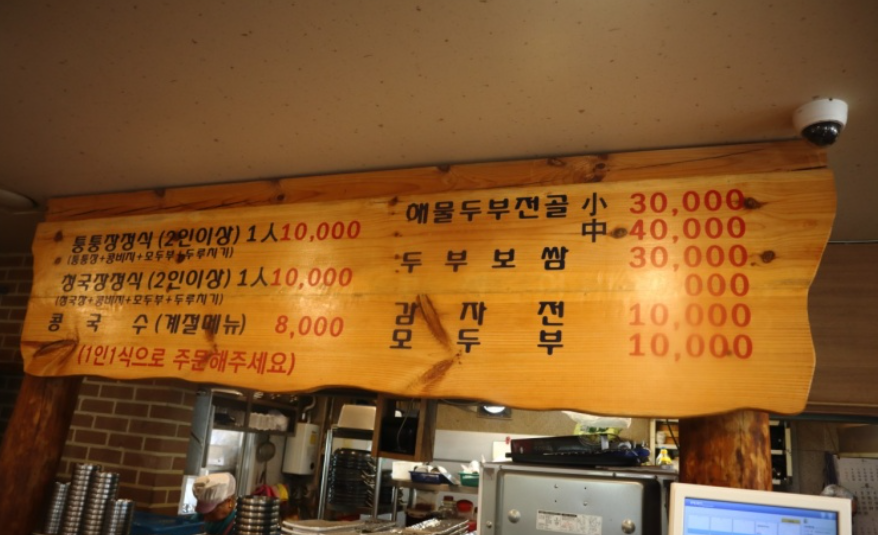 통통장정식 (2인이상) 1人10,000
(통통장+콩비지+모두부+두루치기)
청국장정식 (2인이상) 1人10,000
(청국장+콩비지+모두부+두루치기)
콩 국 수 (계절메뉴) 8,000
(1인1식으로 주문해주세요)
해물두부전골 小 30,000
中 40,000
두 부 보 쌈 30,000
000
감 자 전 10,000
모 두 부 10,000